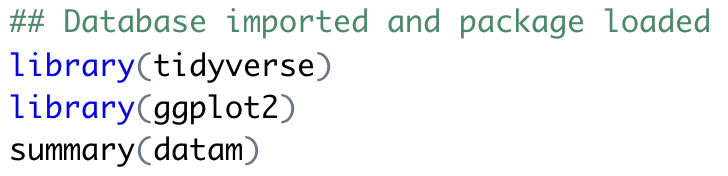 ## Database imported and package loaded
library(tidyverse)
library(ggplot2)
summary(datam)